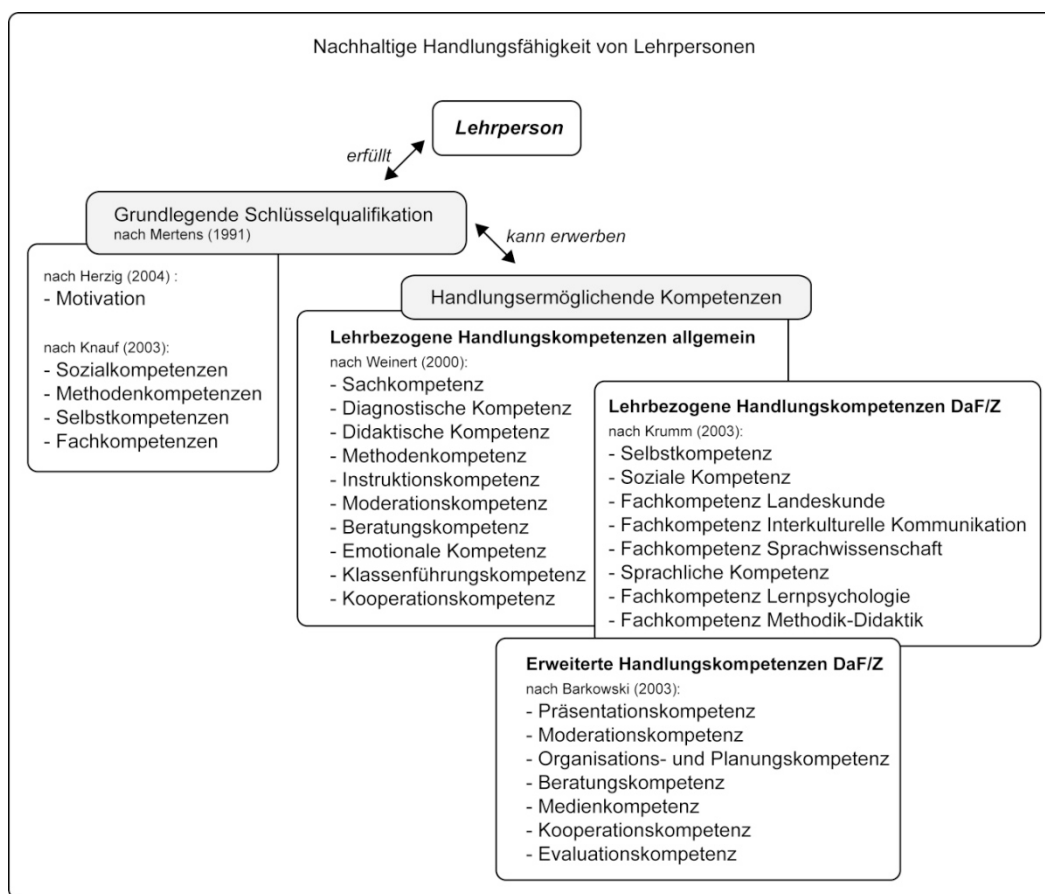 Nachhaltige Handlungsfähigkeit von Lehrpersonen
Lehrperson
erfüllt
Grundlegende Schlüsselqualifikation
nach Mertens (1991)
kann erwerben
nach Herzig (2004) :
- Motivation
nach Knauf (2003):
- Sozialkompetenzen
- Methodenkompetenzen
- Selbstkompetenzen
- Fachkompetenzen
Handlungsermöglichende Kompetenzen
Lehrbezogene Handlungskompetenzen allgemein
nach Weinert (2000):
- Sachkompetenz
- Diagnostische Kompetenz
- Didaktische Kompetenz
- Methodenkompetenz
- Instruktionskompetenz
- Moderationskompetenz
- Beratungskompetenz
- Emotionale Kompetenz
- Klassenführungskompetenz
- Kooperationskompetenz
Lehrbezogene Handlungskompetenzen DaF/Z
nach Krumm (2003):
- Selbstkompetenz
- Soziale Kompetenz
- Fachkompetenz Landeskunde
- Fachkompetenz Interkulturelle Kommunikation
- Fachkompetenz Sprachwissenschaft
- Sprachliche Kompetenz
- Fachkompetenz Lernpsychologie
- Fachkompetenz Methodik-Didaktik
Erweiterte Handlungskompetenzen DaF/Z
nach Barkowski (2003):
- Präsentationskompetenz
- Moderationskompetenz
- Organisations- und Planungskompetenz
- Beratungskompetenz
- Medienkompetenz
- Kooperationskompetenz
- Evaluationskompetenz